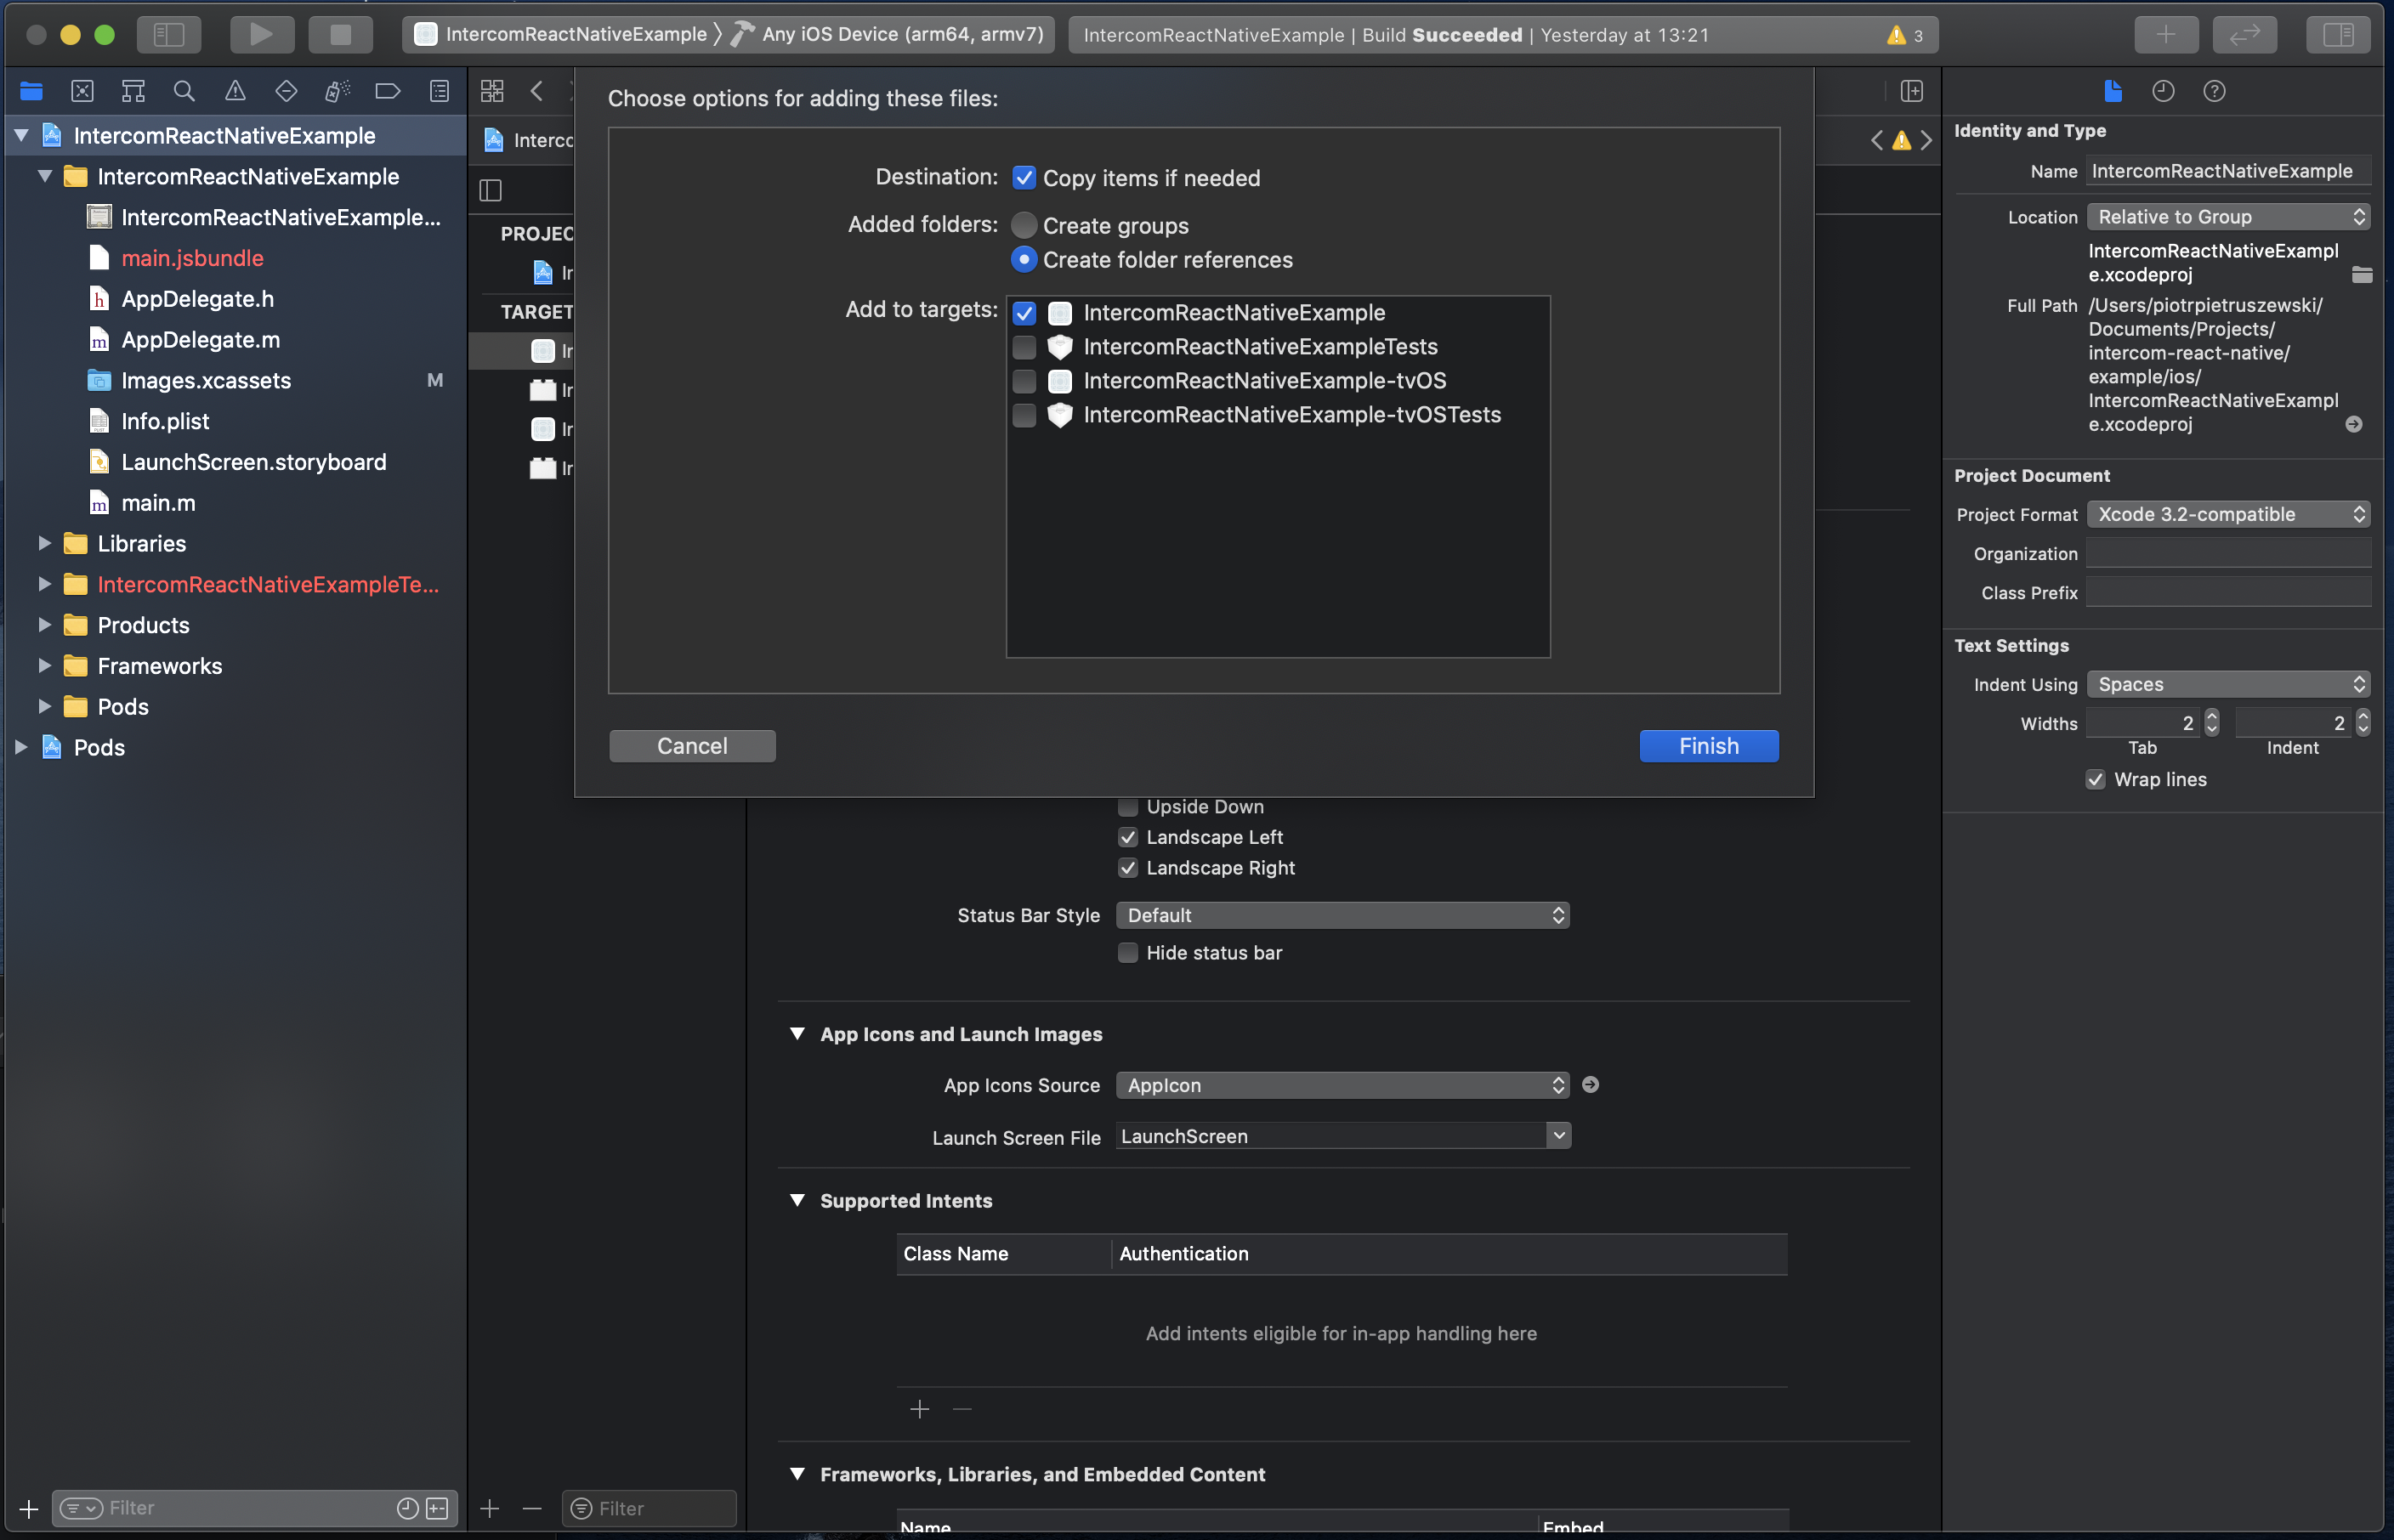 IntercomReactNativeExample 〉 Any iOS Device (arm64, armv7)
IntercomReactNativeExample | Build Succeeded | Yesterday at 13:21
3
IntercomReactNativeExample
IntercomReactNativeExample
IntercomReactNativeExample...
main.jsbundle
AppDelegate.h
AppDelegate.m
Images.xcassets M
Info.plist
LaunchScreen.storyboard
main.m
Libraries
IntercomReactNativeExampleTe...
Products
Frameworks
Pods
Pods
Filter
Interc
PROJEC
TARGET
Filter
Choose options for adding these files:
Destination: Copy items if needed
Added folders: Create groups
Create folder references
Add to targets: IntercomReactNativeExample
IntercomReactNativeExampleTests
IntercomReactNativeExample-tvOS
IntercomReactNativeExample-tvOSTests
Cancel
Finish
Upside Down
Landscape Left
Landscape Right
Status Bar Style Default
Hide status bar
App Icons and Launch Images
App Icons Source AppIcon
Launch Screen File LaunchScreen
Supported Intents
Class Name Authentication
Add intents eligible for in-app handling here
Frameworks, Libraries, and Embedded Content
Name Embed
Identity and Type
Name IntercomReactNativeExample
Location Relative to Group
IntercomReactNativeExampl
e.xcodeproj
Full Path /Users/piotrpietruszewski/
Documents/Projects/
intercom-react-native/
example/ios/
IntercomReactNativeExampl
e.xcodeproj
Project Document
Project Format Xcode 3.2-compatible
Organization
Class Prefix
Text Settings
Indent Using Spaces
Widths 2 2
Tab Indent
Wrap lines